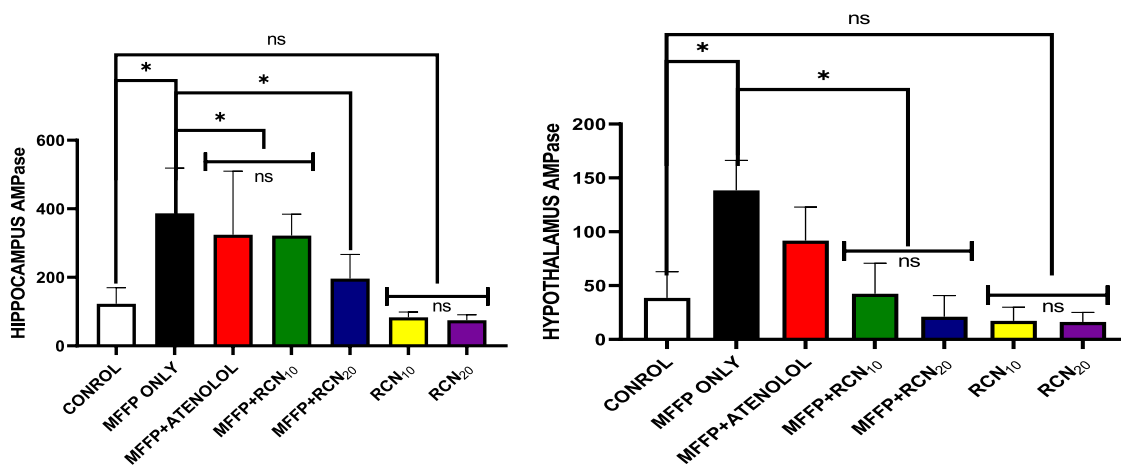 ns
*
*
*
ns
ns
HIPPOCAMPUS AMPase
600
400
200
0
CONROL
MFFP ONLY
MFFP+ATENOLOL
MFFP+RCN₁₀
MFFP+RCN₂₀
RCN₁₀
RCN₂₀
ns
*
*
ns
ns
HYPOTHALAMUS AMPase
200
150
100
50
0
CONROL
MFFP ONLY
MFFP+ATENOLOL
MFFP+RCN₁₀
MFFP+RCN₂₀
RCN₁₀
RCN₂₀